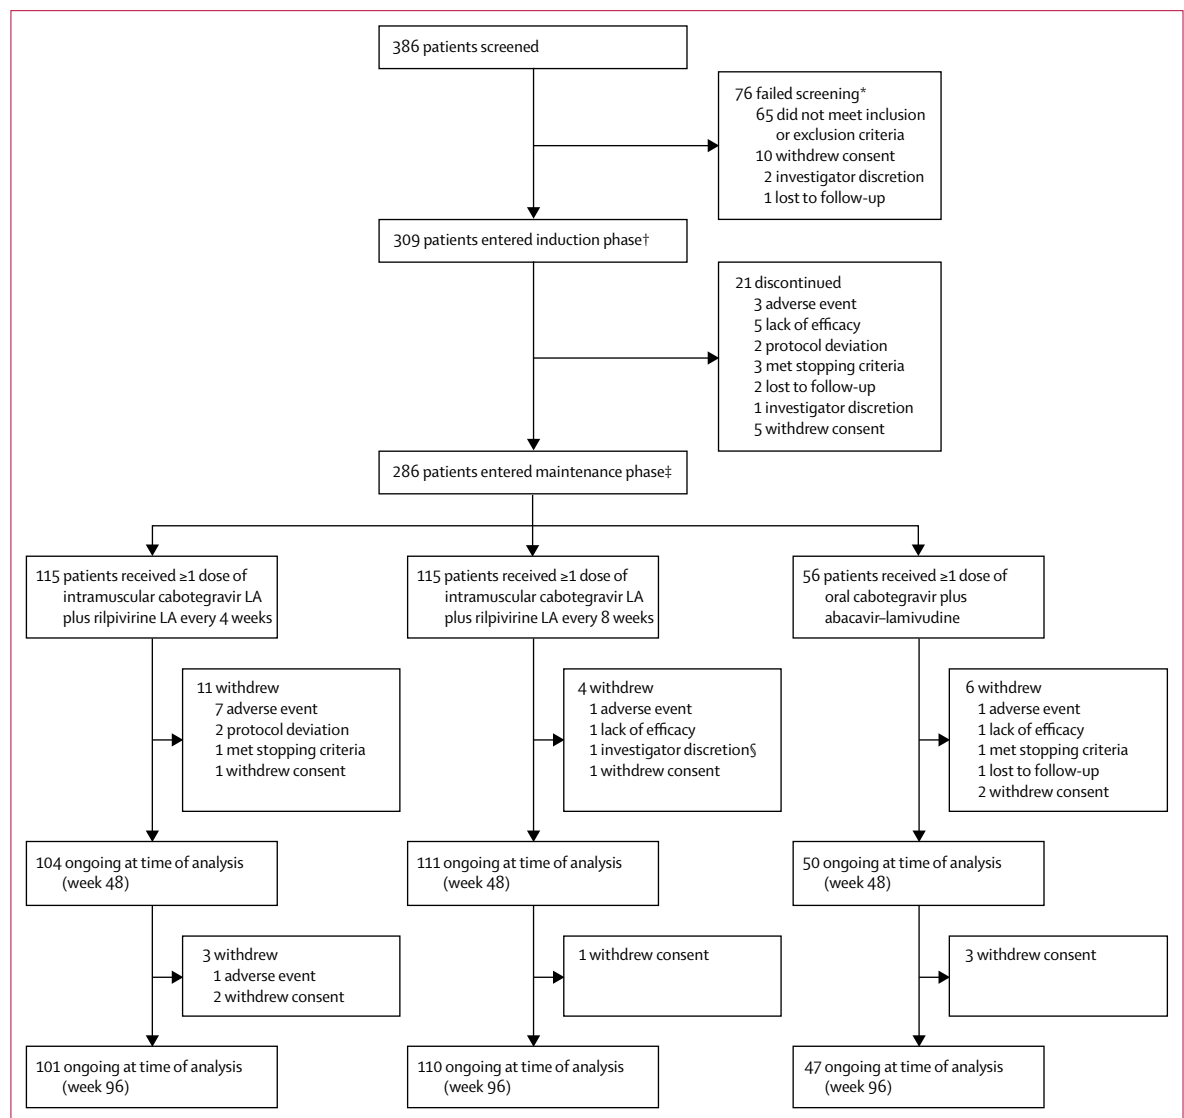 386 patients screened
76 failed screening*
65 did not meet inclusion
or exclusion criteria
10 withdrew consent
2 investigator discretion
1 lost to follow-up
309 patients entered induction phase†
21 discontinued
3 adverse event
5 lack of efficacy
2 protocol deviation
3 met stopping criteria
2 lost to follow-up
1 investigator discretion
5 withdrew consent
286 patients entered maintenance phase‡
115 patients received ≥1 dose of
intramuscular cabotegravir LA
plus rilpivirine LA every 4 weeks
115 patients received ≥1 dose of
intramuscular cabotegravir LA
plus rilpivirine LA every 8 weeks
56 patients received ≥1 dose of
oral cabotegravir plus
abacavir–lamivudine
11 withdrew
7 adverse event
2 protocol deviation
1 met stopping criteria
1 withdrew consent
4 withdrew
1 adverse event
1 lack of efficacy
1 investigator discretion§
1 withdrew consent
6 withdrew
1 adverse event
1 lack of efficacy
1 met stopping criteria
1 lost to follow-up
2 withdrew consent
104 ongoing at time of analysis
(week 48)
111 ongoing at time of analysis
(week 48)
50 ongoing at time of analysis
(week 48)
3 withdrew
1 adverse event
2 withdrew consent
1 withdrew consent
3 withdrew consent
101 ongoing at time of analysis
(week 96)
110 ongoing at time of analysis
(week 96)
47 ongoing at time of analysis
(week 96)